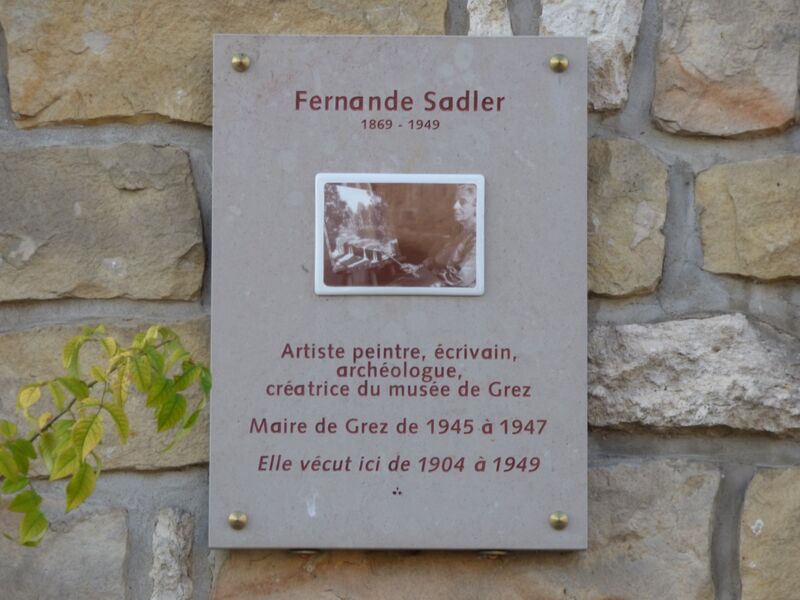 Fernande Sadler
1869 - 1949
Artiste peintre, écrivain,
archéologue,
créatrice du musée de Grez
Maire de Grez de 1945 à 1947
Elle vécut ici de 1904 à 1949